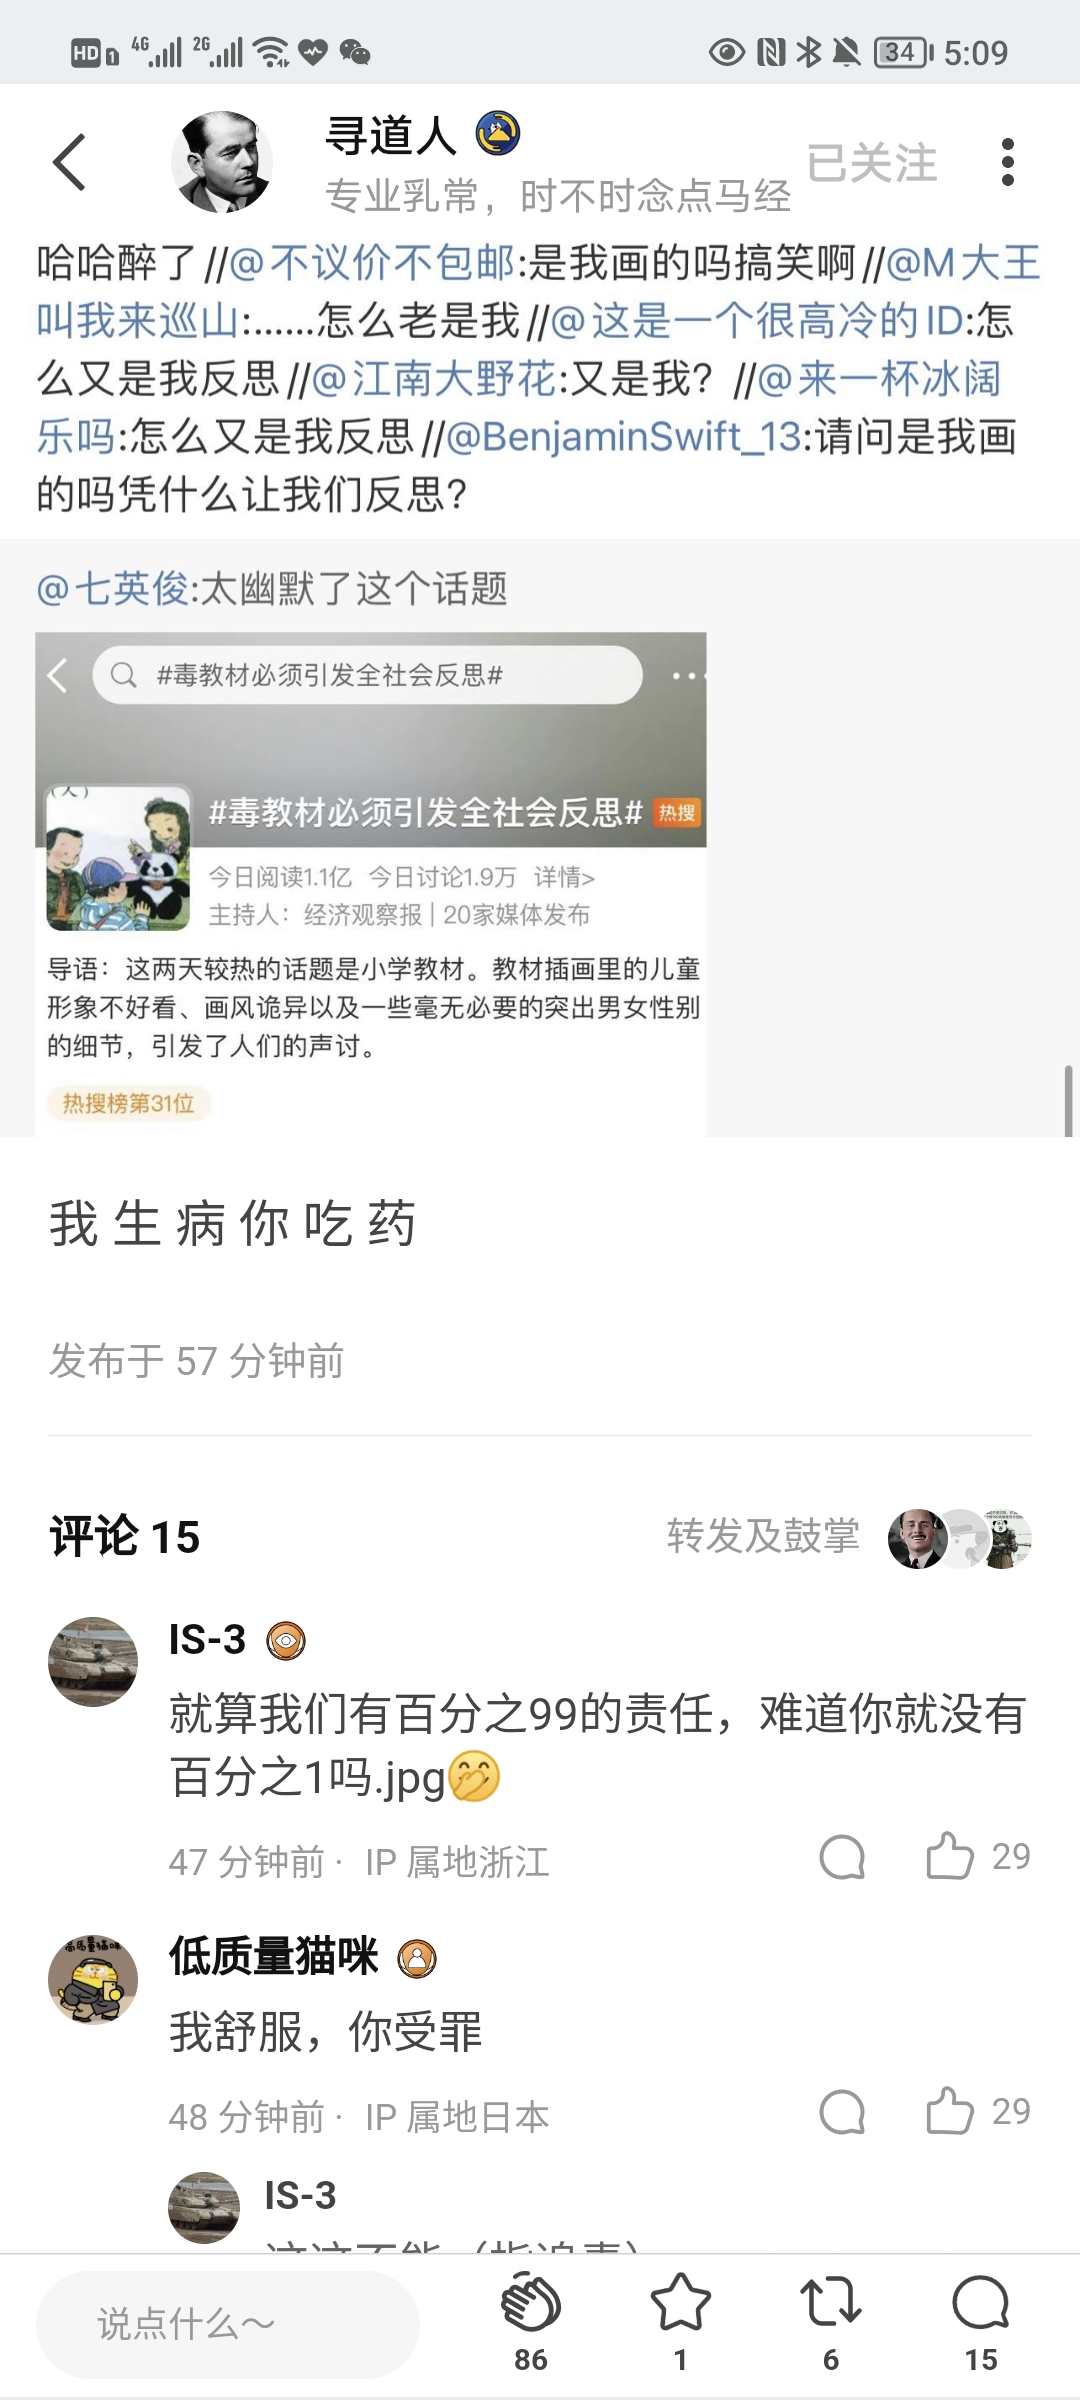 HD 1 4G 2G 34 5:09
寻道人
专业乳常，时不时念点马经
已关注
哈哈醉了//@不议价不包邮:是我画的吗搞笑啊//@M大王
叫我来巡山:......怎么老是我//@这是一个很高冷的ID:怎
么又是我反思//@江南大野花:又是我？//@来一杯冰阔
乐吗:怎么又是我反思//@BenjaminSwift_13:请问是我画
的吗凭什么让我们反思?
@七英俊:太幽默了这个话题
#毒教材必须引发全社会反思#
#毒教材必须引发全社会反思# 热搜
今日阅读1.1亿 今日讨论1.9万 详情>
主持人：经济观察报 | 20家媒体发布
导语：这两天较热的话题是小学教材。教材插画里的儿童
形象不好看、画风诡异以及一些毫无必要的突出男女性别
的细节，引发了人们的声讨。
热搜榜第31位
我生病你吃药
发布于 57 分钟前
评论 15
转发及鼓掌
IS-3
就算我们有百分之99的责任，难道你就没有
百分之1吗.jpg🤭
47 分钟前 · IP 属地浙江
29
低质量猫咪
我舒服，你受罪
48 分钟前 · IP 属地日本
29
IS-3
说点什么～
86
1
6
15